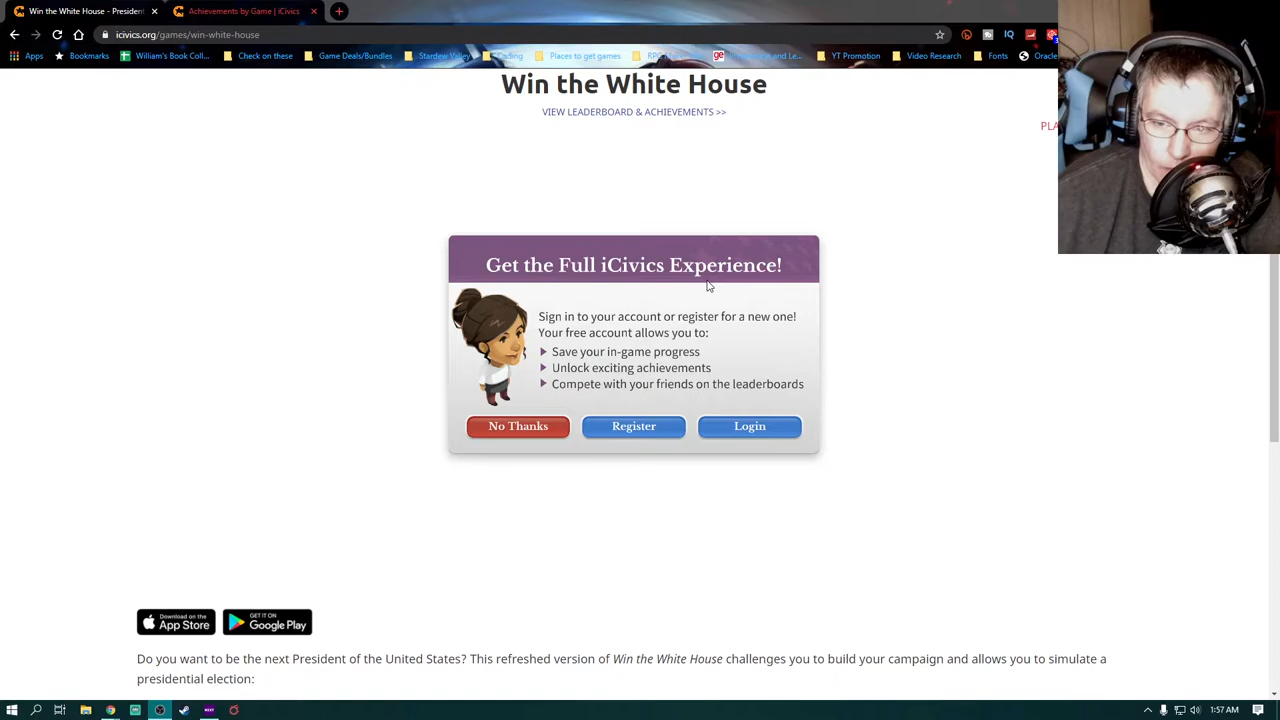 Win the White House - Presiden
Achievements by Game | iCivics
icivics.org/games/win-white-house
Apps
Bookmarks
William's Book Coll...
Check on these
Game Deals/Bundles
Stardew Valley
Places to get games
YT Promotion
Video Research
Fonts
Oracle
Win the White House
VIEW LEADERBOARD & ACHIEVEMENTS >>
PLA
Get the Full iCivics Experience!
Sign in to your account or register for a new one!
Your free account allows you to:
Save your in-game progress
Unlock exciting achievements
Compete with your friends on the leaderboards
No Thanks
Register
Login
Download on the
App Store
GET IT ON
Google Play
Do you want to be the next President of the United States? This refreshed version of Win the White House challenges you to build your campaign and allows you to simulate a
presidential election:
NEXT
1:57 AM